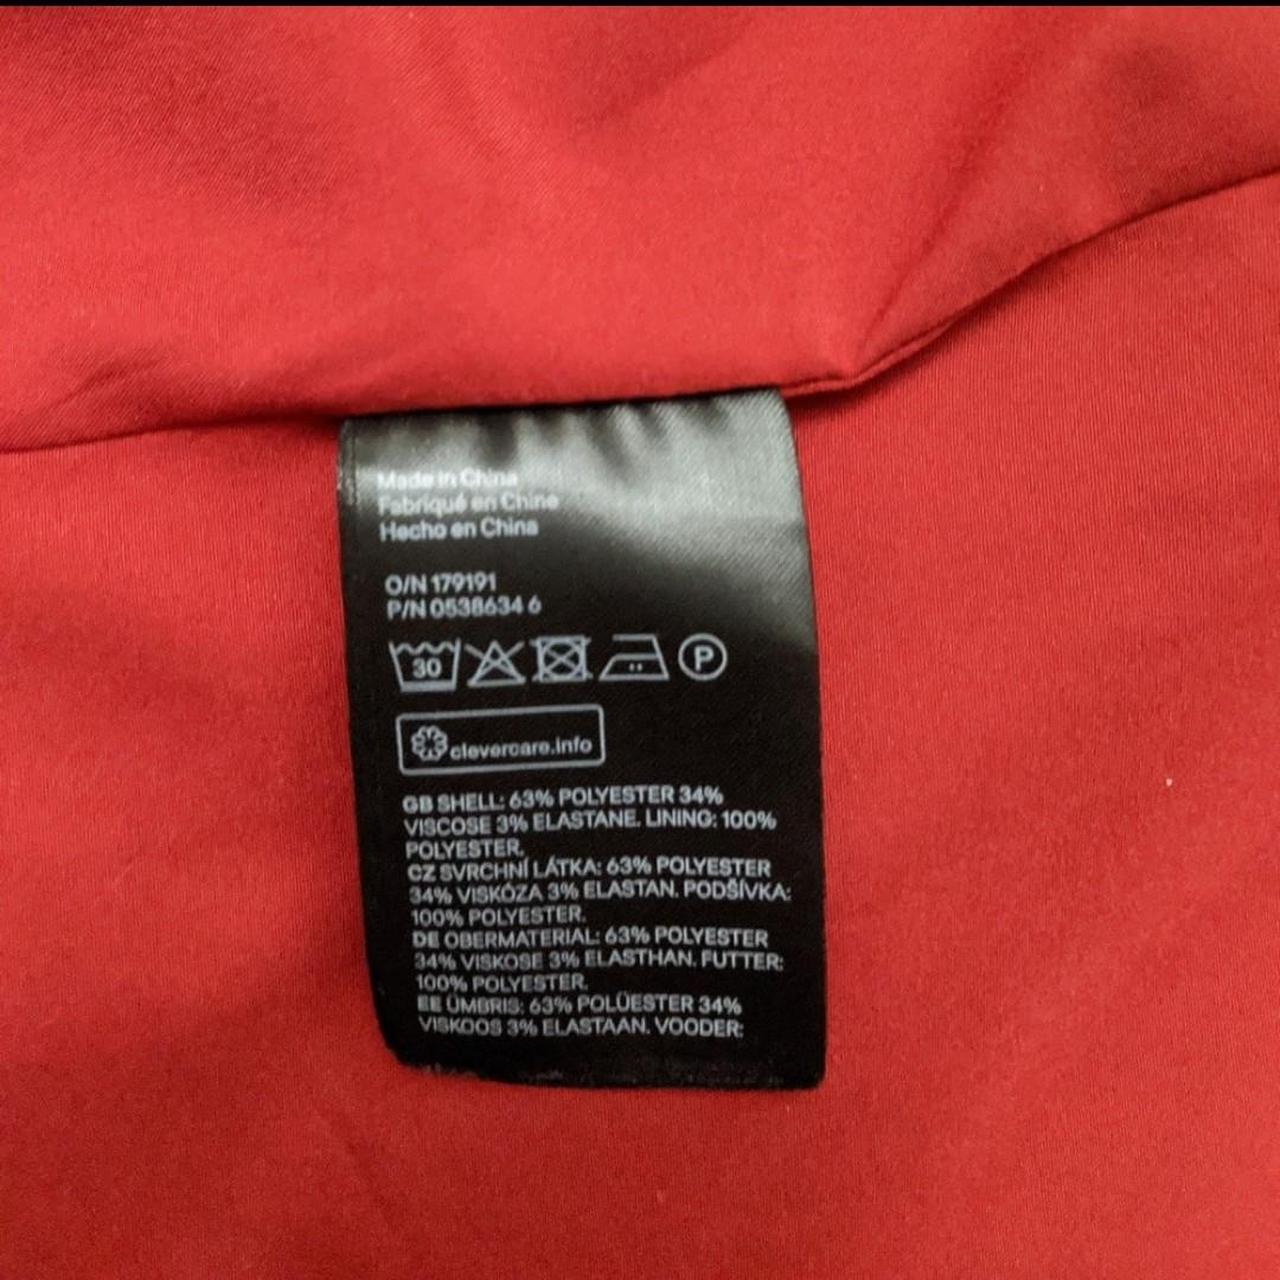 Made in China
Fabriqué en Chine
Hecho en China
O/N 179191
P/N 0538634 6
30
P
clevercare.info
GB SHELL: 63% POLYESTER 34%
VISCOSE 3% ELASTANE. LINING: 100%
POLYESTER.
CZ SVRCHNÍ LÁTKA: 63% POLYESTER
34% VISKÓZA 3% ELASTAN. PODŠÍVKA:
100% POLYESTER.
DE OBERMATERIAL: 63% POLYESTER
34% VISKOSE 3% ELASTHAN. FUTTER:
100% POLYESTER.
EE ÜMBRIS: 63% POLÜESTER 34%
VISKOOS 3% ELASTAAN. VOODER: